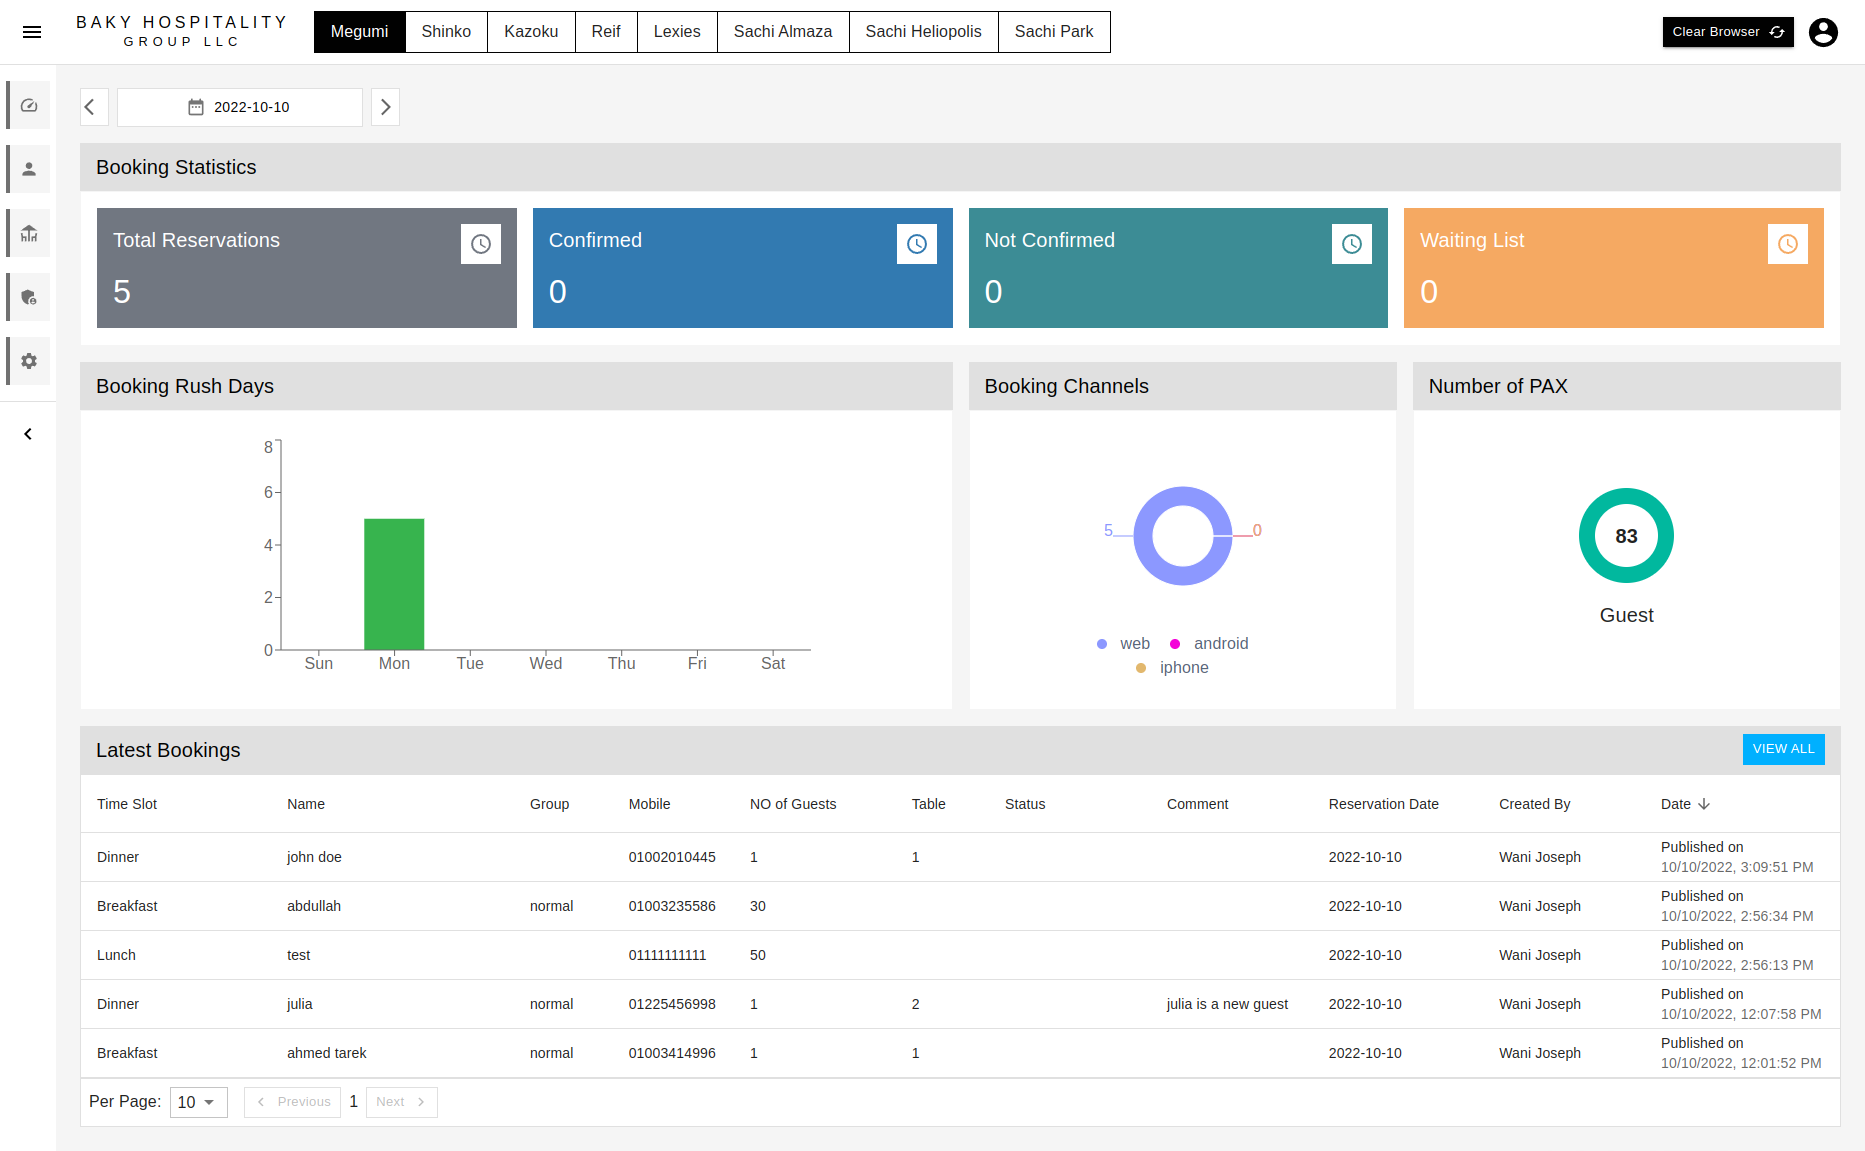 BAKY HOSPITALITY
GROUP LLC
Megumi Shinko Kazoku Reif Lexies Sachi Almaza Sachi Heliopolis Sachi Park
Clear Browser
2022-10-10
Booking Statistics
Total Reservations
5
Confirmed
0
Not Confirmed
0
Waiting List
0
Booking Rush Days
8
6
4
2
0
Sun Mon Tue Wed Thu Fri Sat
Booking Channels
5 0
web android
iphone
Number of PAX
83
Guest
Latest Bookings VIEW ALL
Time Slot Name Group Mobile NO of Guests Table Status Comment Reservation Date Created By Date
Dinner john doe 01002010445 1 1 2022-10-10 Wani Joseph Published on
10/10/2022, 3:09:51 PM
Breakfast abdullah normal 01003235586 30 2022-10-10 Wani Joseph Published on
10/10/2022, 2:56:34 PM
Lunch test 01111111111 50 2022-10-10 Wani Joseph Published on
10/10/2022, 2:56:13 PM
Dinner julia normal 01225456998 1 2 julia is a new guest 2022-10-10 Wani Joseph Published on
10/10/2022, 12:07:58 PM
Breakfast ahmed tarek normal 01003414996 1 1 2022-10-10 Wani Joseph Published on
10/10/2022, 12:01:52 PM
Per Page: 10 Previous 1 Next